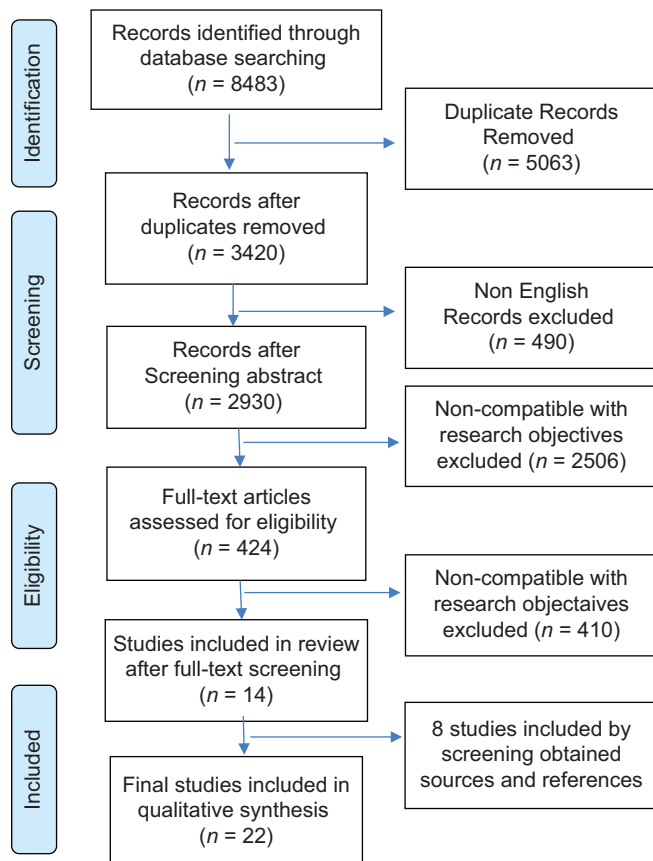 Identification
Records identified through
database searching
(n = 8483)
Duplicate Records
Removed
(n = 5063)
Records after
duplicates removed
(n = 3420)
Screening
Non English
Records excluded
(n = 490)
Records after
Screening abstract
(n = 2930)
Non-compatible with
research objectives
excluded (n = 2506)
Eligibility
Full-text articles
assessed for eligibility
(n = 424)
Non-compatible with
research objectaives
excluded (n = 410)
Studies included in review
after full-text screening
(n = 14)
Included
8 studies included by
screening obtained
sources and references
Final studies included in
qualitative synthesis
(n = 22)